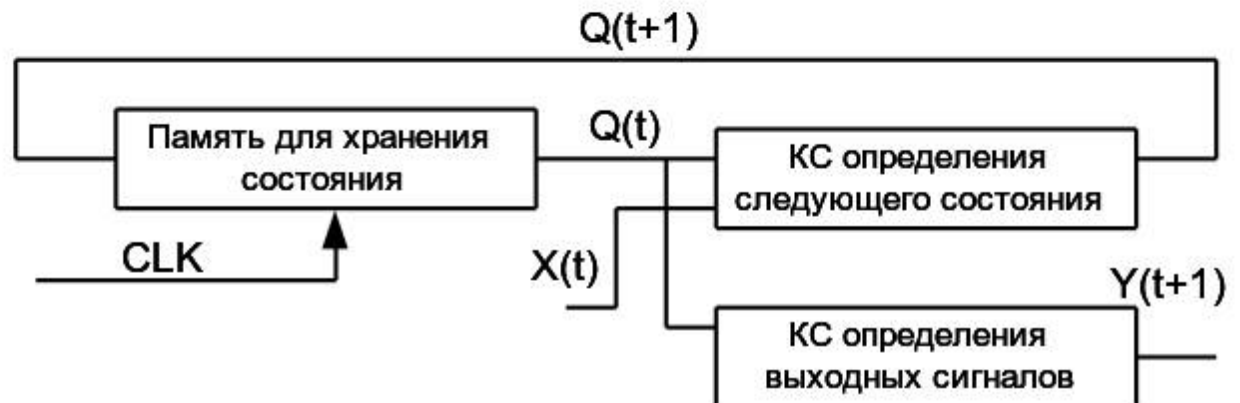 Q(t+1)
Память для хранения
состояния
Q(t)
КС определения
следующего состояния
CLK
X(t)
Y(t+1)
КС определения
выходных сигналов